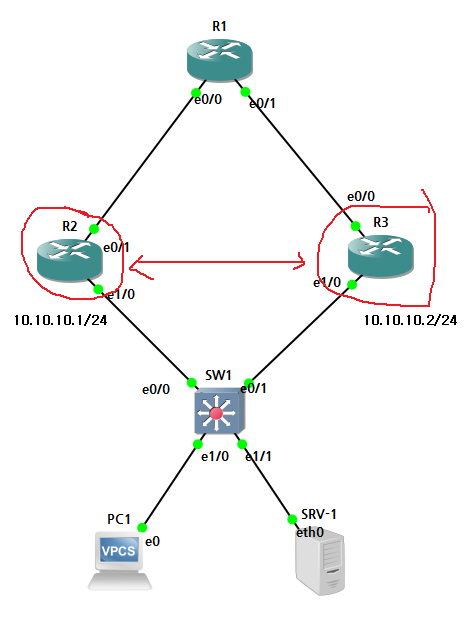 R1
e0/0
e0/1
e0/0
R2
R3
e0/1
e1/0
e1/0
10.10.10.1/24
10.10.10.2/24
SW1
e0/0
e0/1
e1/0
e1/1
PC1
SRV-1
e0
eth0
VPCS